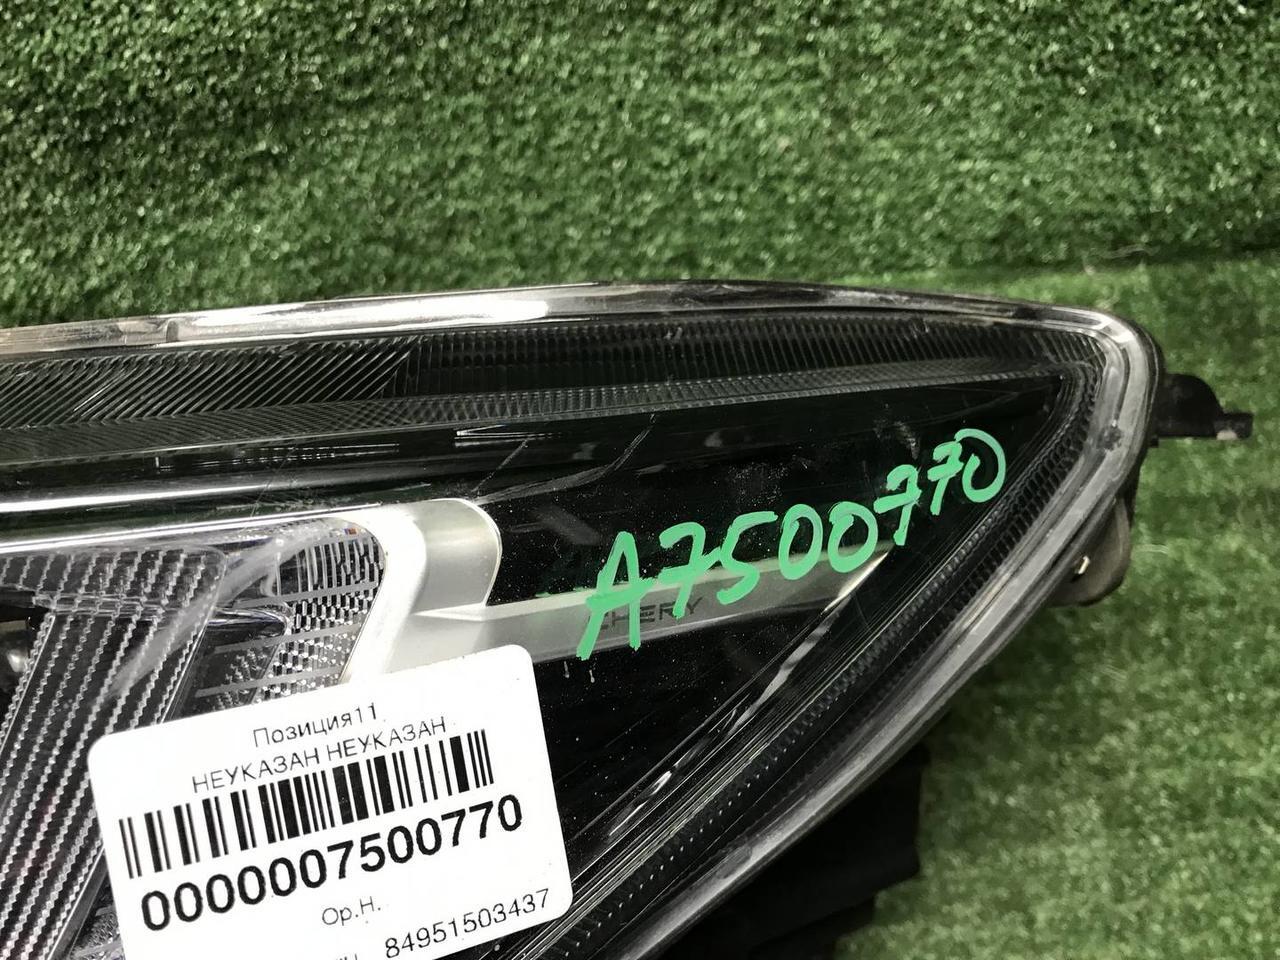 A7500770
CHERY
Позиция11
НЕУКАЗАН НЕУКАЗАН
0000007500770
Ор.Н.
84951503437